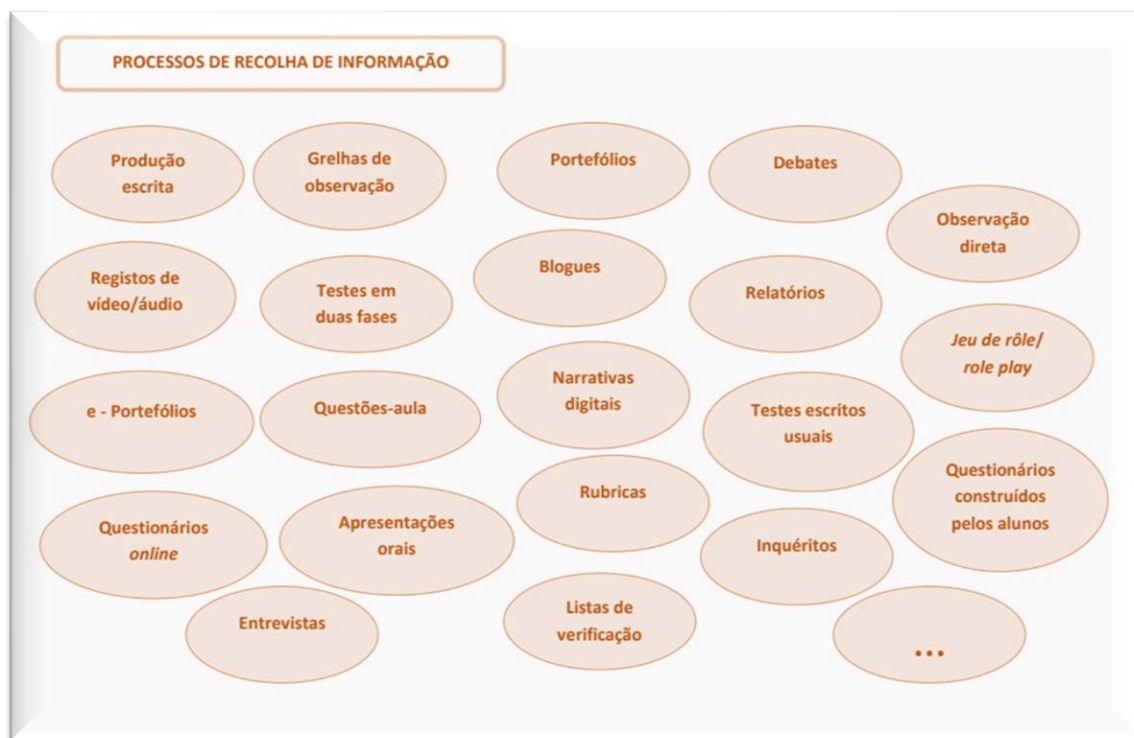 PROCESSOS DE RECOLHA DE INFORMAÇÃO
Produção
escrita
Grelhas de
observação
Portefólios
Debates
Observação
direta
Registos de
vídeo/áudio
Testes em
duas fases
Blogues
Relatórios
Jeu de rôle/
role play
e - Portefólios
Questões-aula
Narrativas
digitais
Testes escritos
usuais
Questionários
construídos
pelos alunos
Questionários
online
Apresentações
orais
Rubricas
Inquéritos
Entrevistas
Listas de
verificação
...